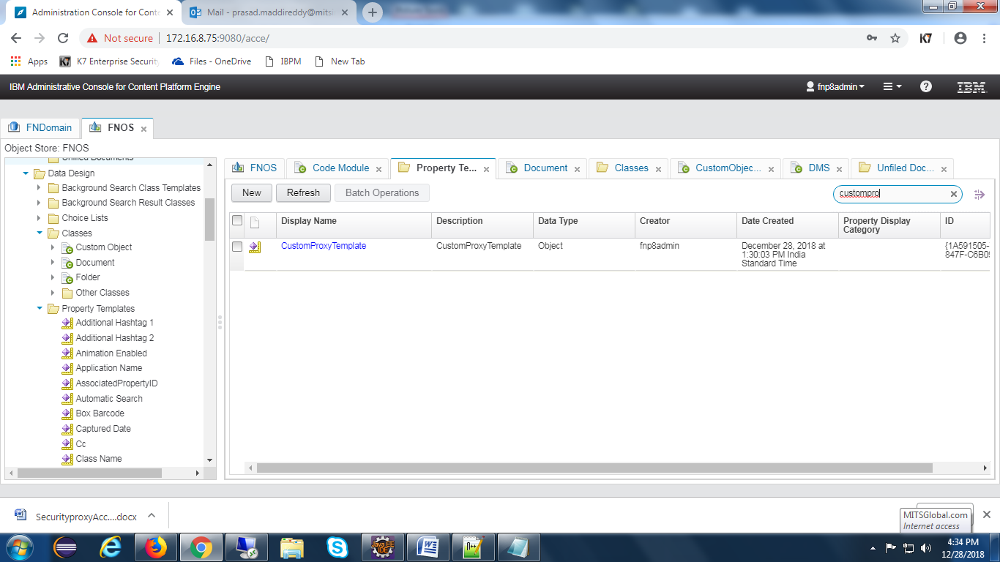 Administration Console for Conte
Mail - prasad.maddireddy@mitsi
Not secure
172.16.8.75:9080/acce/
K7
Apps
K7 Enterprise Security
Files - OneDrive
IBPM
New Tab
IBM Administrative Console for Content Platform Engine
fnp8admin
IBM.
FNDomain
FNOS
Object Store: FNOS
Unfiled Documents
Data Design
Background Search Class Templates
Background Search Result Classes
Choice Lists
Classes
Custom Object
Document
Folder
Other Classes
Property Templates
Additional Hashtag 1
Additional Hashtag 2
Animation Enabled
Application Name
AssociatedPropertyID
Automatic Search
Box Barcode
Captured Date
Cc
Class Name
FNOS
Code Module
Property Te...
Document
Classes
CustomObjec...
DMS
Unfiled Doc...
New
Refresh
Batch Operations
custompro
Display Name
Description
Data Type
Creator
Date Created
Property Display
Category
ID
CustomProxyTemplate
CustomProxyTemplate
Object
fnp8admin
December 28, 2018 at
1:30:03 PM India
Standard Time
{1A591505-
847F-C6B09
SecurityproxyAcc....docx
MITSGlobal.com
Internet access
Java EE
IDE
4:34 PM
12/28/2018